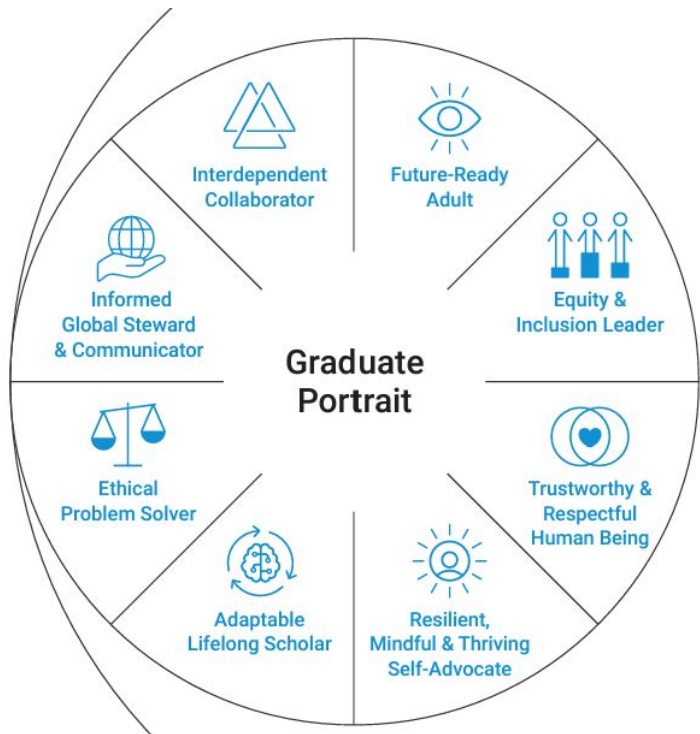 Interdependent
Collaborator
Future-Ready
Adult
Equity &
Inclusion Leader
Trustworthy &
Respectful
Human Being
Resilient,
Mindful & Thriving
Self-Advocate
Adaptable
Lifelong Scholar
Ethical
Problem Solver
Informed
Global Steward
& Communicator
Graduate
Portrait